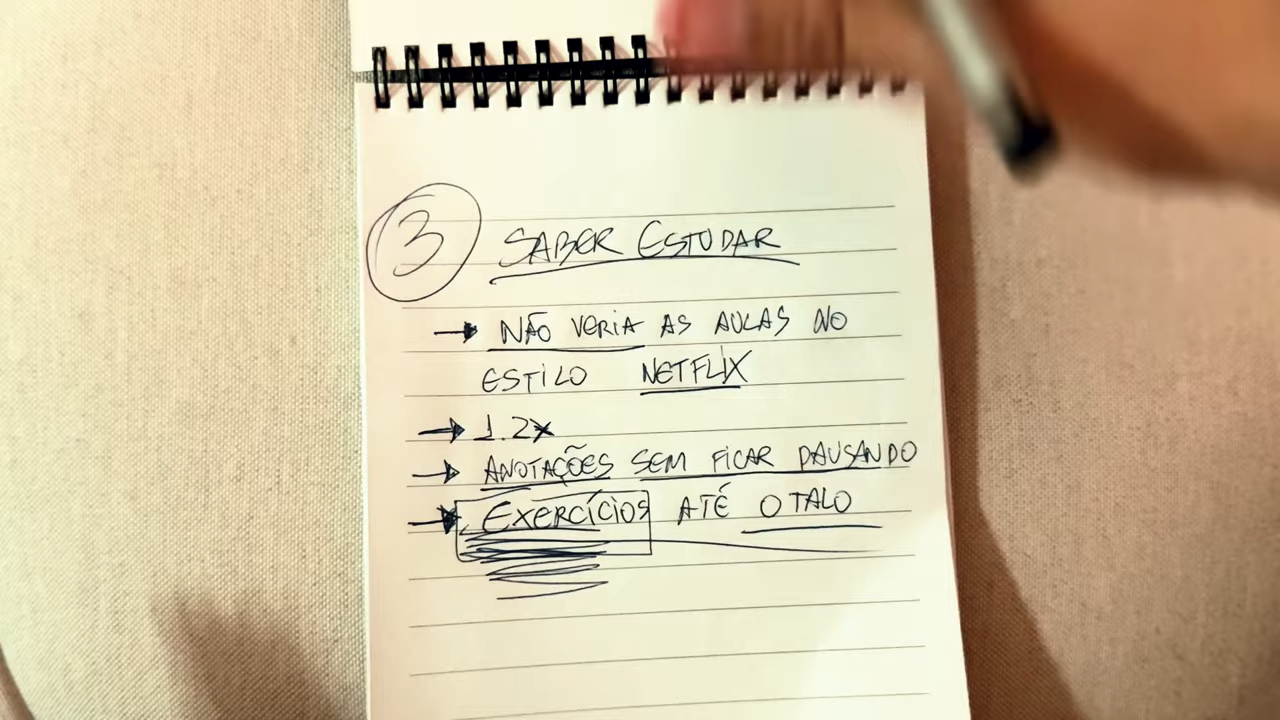 3 SABER ESTUDAR
→ NÃO VERIA AS AULAS NO
ESTILO NETFLIX
→ 1.2x
→ ANOTAÇÕES SEM FICAR PAUSANDO
→ EXERCÍCIOS ATÉ O TALO